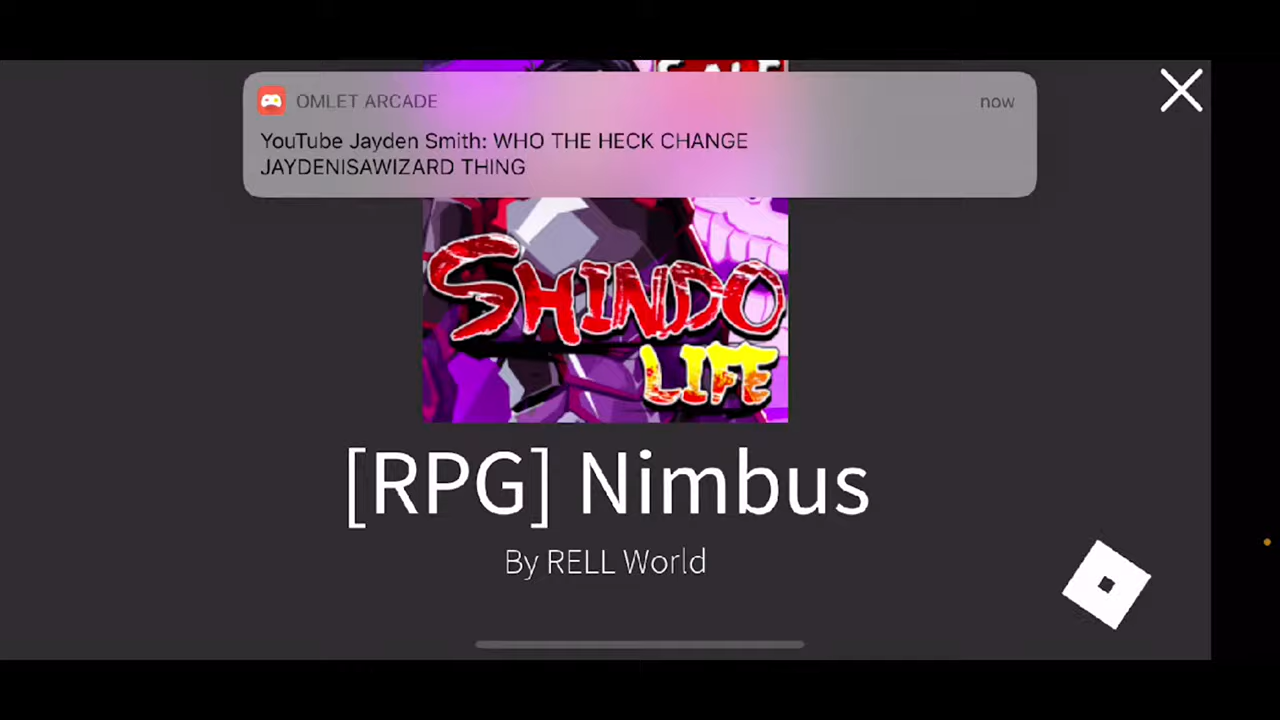 SALE
OMLET ARCADE now
YouTube Jayden Smith: WHO THE HECK CHANGE
JAYDENISAWIZARD THING
SHINDO
LIFE
[RPG] Nimbus
By RELL World